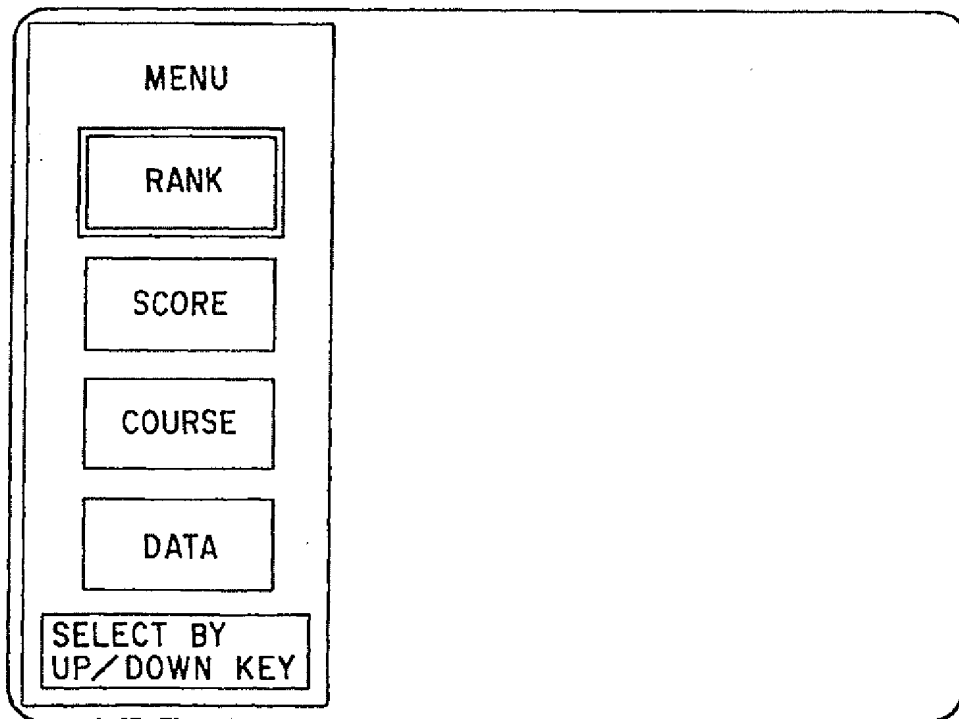 MENU
RANK
SCORE
COURSE
DATA
SELECT BY
UP/DOWN KEY